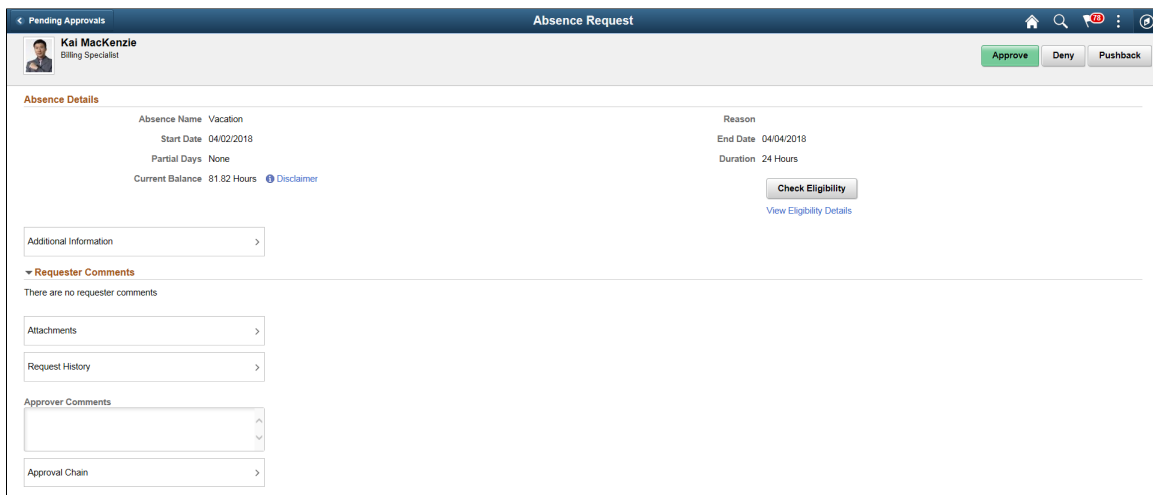 Pending Approvals
Absence Request
78
Kai MacKenzie
Billing Specialist
Approve Deny Pushback
Absence Details
Absence Name Vacation
Reason
Start Date 04/02/2018
End Date 04/04/2018
Partial Days None
Duration 24 Hours
Current Balance 81.82 Hours Disclaimer
Check Eligibility
View Eligibility Details
Additional Information
Requester Comments
There are no requester comments
Attachments
Request History
Approver Comments
Approval Chain